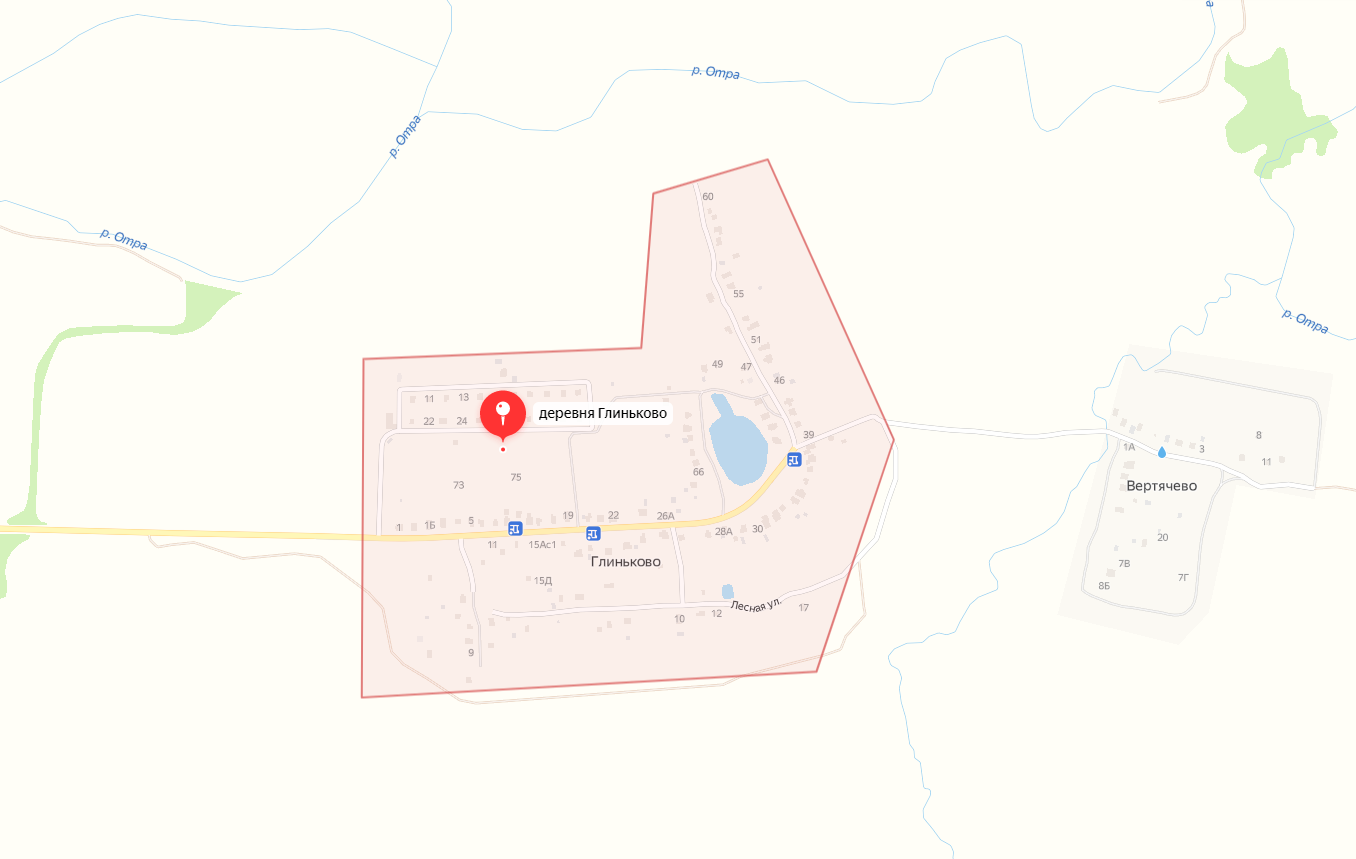 а
р. Отра
р. Отра
60
р. Отра
55
р. Отра
51
49
47
46
11
13
деревня Глиньково
22
24
39
8
1А
3
11
66
75
73
Вертячево
1
1Б
5
19
22
26А
28А
30
11
15Ас1
20
Глиньково
7В
15Д
7Г
8Б
Лесная ул.
17
12
10
9